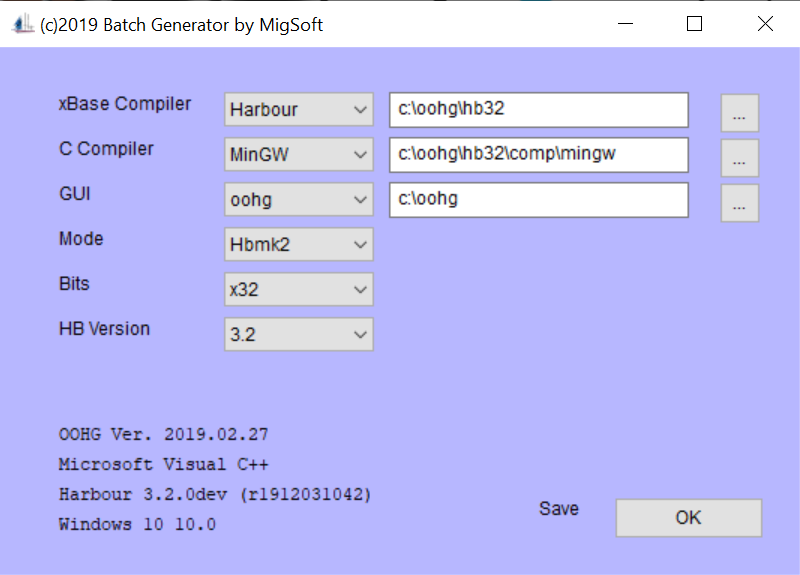 (c)2019 Batch Generator by MigSoft
xBase Compiler Harbour c:\oohg\hb32 ...
C Compiler MinGW c:\oohg\hb32\comp\mingw ...
GUI oohg c:\oohg ...
Mode Hbmk2
Bits x32
HB Version 3.2
OOHG Ver. 2019.02.27
Microsoft Visual C++
Harbour 3.2.0dev (r1912031042)
Windows 10 10.0
Save OK